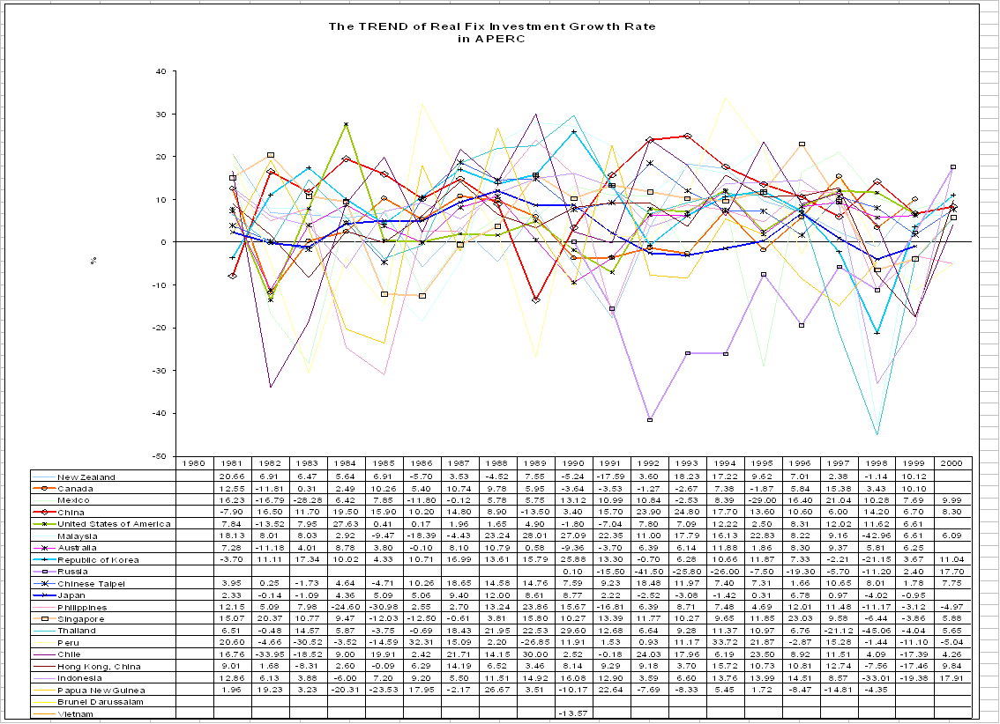 The TREND of Real Fix Investment Growth Rate
in APERC
40
30
20
10
0
%
-10
-20
-30
-40
-50
1980 1981 1982 1983 1984 1985 1986 1987 1988 1989 1990 1991 1992 1993 1994 1995 1996 1997 1998 1999 2000
New Zealand 20.66 6.91 6.47 5.64 6.91 -5.70 3.53 -4.52 7.55 -5.24 -17.59 3.60 18.23 17.22 9.62 7.01 2.38 -1.14 10.12
Canada 12.55 -11.81 0.31 2.49 10.26 5.40 10.74 9.78 5.95 -3.64 -3.53 -1.27 -2.67 7.38 -1.87 5.84 15.38 3.43 10.10
Mexico 16.23 -16.79 -28.28 6.42 7.85 -11.80 -0.12 5.78 5.75 13.12 10.99 10.84 -2.53 8.39 -29.00 16.40 21.04 10.28 7.69 9.99
China -7.90 16.50 11.70 19.50 15.90 10.20 14.80 8.90 -13.50 3.40 15.70 23.90 24.80 17.70 13.60 10.60 6.00 14.20 6.70 8.30
United States of America 7.84 -13.52 7.95 27.63 0.41 0.17 1.96 1.65 4.90 -1.80 -7.04 7.80 7.09 12.22 2.50 8.31 12.02 11.62 6.61
Malaysia 18.13 8.01 8.03 2.92 -9.47 -18.39 -4.43 23.24 28.01 27.09 22.35 11.00 17.79 16.13 22.83 8.22 9.16 -42.96 6.61 6.09
Australia 7.28 -11.18 4.01 8.78 3.80 -0.10 8.10 10.79 0.58 -9.36 -3.70 6.39 6.14 11.88 1.86 8.30 9.37 5.81 6.25
Republic of Korea -3.70 11.11 17.34 10.02 4.33 10.71 16.99 13.61 15.79 25.88 13.30 -0.70 6.28 10.66 11.87 7.33 -2.21 -21.15 3.67 11.04
Russia 0.10 -15.50 -41.50 -25.80 -26.00 -7.50 -19.30 -5.70 -11.20 2.40 17.70
Chinese Taipei 3.95 0.25 -1.73 4.64 -4.71 10.26 18.65 14.58 14.76 7.59 9.23 18.48 11.97 7.40 7.31 1.66 10.65 8.01 1.78 7.75
Japan 2.33 -0.14 -1.09 4.36 5.09 5.06 9.40 12.00 8.61 8.77 2.22 -2.52 -3.08 -1.42 0.31 6.78 0.97 -4.02 -0.95
Philippines 12.15 5.09 7.98 -24.60 -30.98 2.55 2.70 13.24 23.86 15.67 -16.81 6.39 8.71 7.48 4.69 12.01 11.48 -11.17 -3.12 -4.97
Singapore 15.07 20.37 10.77 9.47 -12.03 -12.50 -0.61 3.81 15.80 10.27 13.39 11.77 10.27 9.65 11.85 23.03 9.58 -6.44 -3.86 5.88
Thailand 6.51 -0.48 14.57 5.87 -3.75 -0.69 18.43 21.95 22.53 29.60 12.68 6.64 9.28 11.37 10.97 6.76 -21.12 -45.06 -4.04 5.65
Peru 20.60 -4.66 -30.52 -3.52 -14.59 32.31 15.09 2.20 -26.85 11.91 1.53 0.93 11.17 33.72 21.87 -2.87 15.28 -1.44 -11.10 -5.04
Chile 16.76 -33.95 -18.52 9.00 19.91 2.42 21.71 14.15 30.00 2.52 -0.18 24.03 17.96 6.19 23.50 8.92 11.51 4.09 -17.39 4.26
Hong Kong, China 9.01 1.68 -8.31 2.60 -0.09 6.29 14.19 6.52 3.46 8.14 9.29 9.18 3.70 15.72 10.73 10.81 12.74 -7.56 -17.46 9.84
Indonesia 12.86 6.13 3.88 -6.00 7.20 9.20 5.50 11.51 14.92 16.08 12.90 3.59 6.60 13.76 13.99 14.51 8.57 -33.01 -19.38 17.91
Papua New Guinea 1.96 19.23 3.23 -20.31 -23.53 17.95 -2.17 26.67 3.51 -10.17 22.64 -7.69 -8.33 5.45 1.72 -8.47 -14.81 -4.35
Brunei Darussalam
Vietnam -13.57